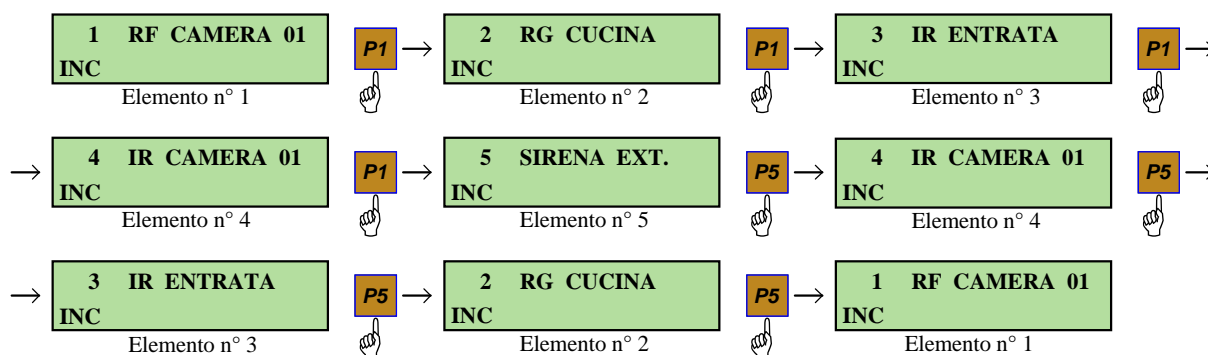 1 RF CAMERA 01
INC
P1
Elemento n° 1
2 RG CUCINA
INC
P1
Elemento n° 2
3 IR ENTRATA
INC
P1
Elemento n° 3
4 IR CAMERA 01
INC
P1
Elemento n° 4
5 SIRENA EXT.
INC
P5
Elemento n° 5
4 IR CAMERA 01
INC
P5
Elemento n° 4
3 IR ENTRATA
INC
P5
Elemento n° 3
2 RG CUCINA
INC
P5
Elemento n° 2
1 RF CAMERA 01
INC
Elemento n° 1